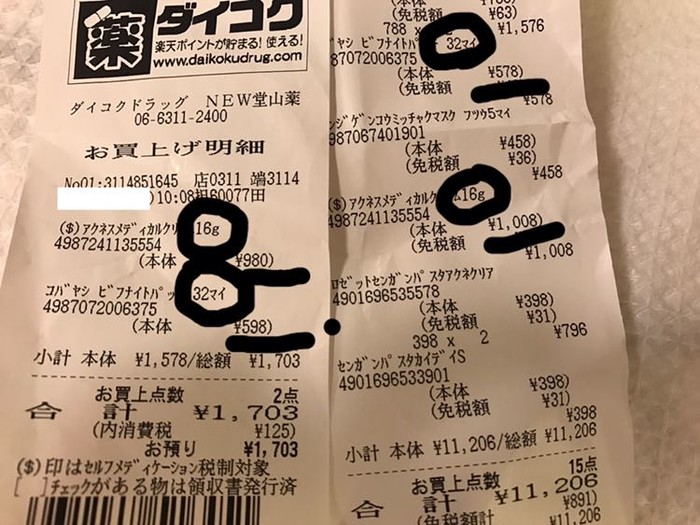 薬
ダイコク
楽天ポイントが貯まる!使える!
www.daikokudrug.com
ダイコクドラッグ NEW堂山薬
06-6311-2400
お買上げ明細
No01:3114851645 店0311 端3114
)10:08担60077田
($)アクネスメディカルクリ 16g
4987241135554
(本体 ¥980)
コバヤシ ビフナイトパッ 32マイ
4987072006375
(本体 ¥598)
小計 本体 ¥1,578/総額 ¥1,703
お買上点数 2点
合 計 ¥1,703
(内消費税 ¥125)
お預り ¥1,703
($)印はセルフメディケーション税制対象
[ ]チェックがある物は領収書発行済
(免税額 ¥63)
788 x ¥1,576
バヤシ ビフナイトパ 32マイ
87072006375
(本体 ¥578)
(免税額
¥578
ンジゲンコウミッチャクマスク フツウ5マイ
987067401901
(本体 ¥458)
(免税額 ¥36)
¥458
($)アクネスメディカルク 16g
4987241135554
(本体 ¥1,008)
(免税額
¥1,008
ロゼットセンガンパ スタアクネクリア
4901696535578
(本体 ¥398)
(免税額 ¥31)
398 x 2 ¥796
センガンパ スタカイデイS
4901696533901
(本体 ¥398)
(免税額 ¥31)
¥398
小計 本体 ¥11,206/総額 ¥11,206
お買上点数 15点
合 計 ¥11,206
(免税額計 ¥891)
¥11,206